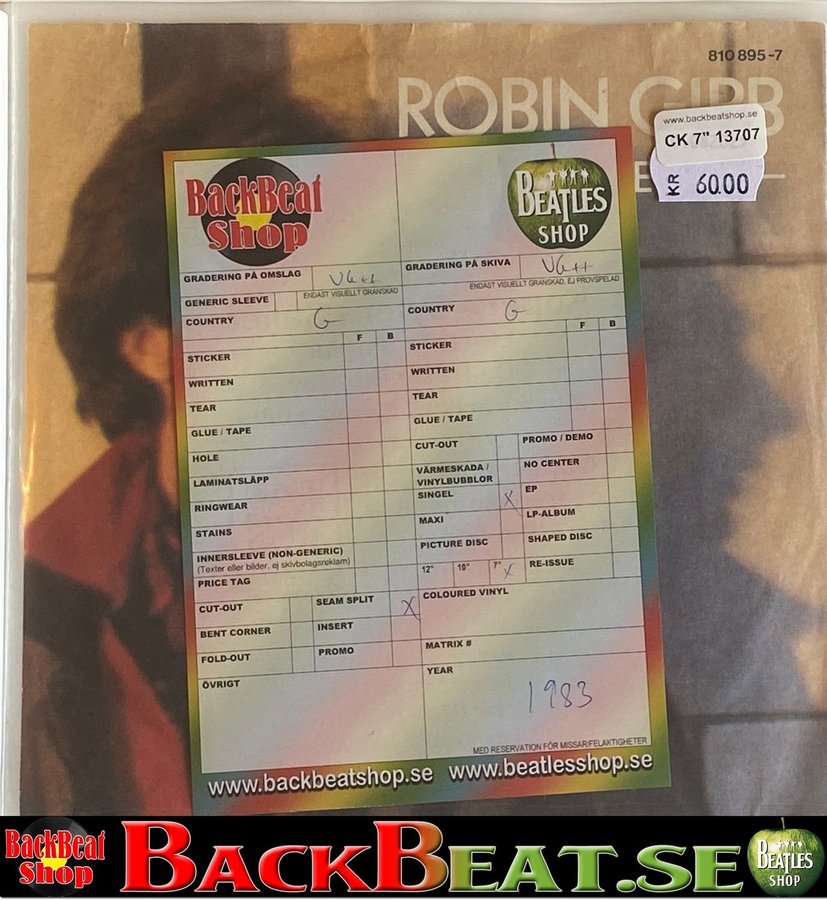 810 895-7
ROBIN GIBB
www.backbeatshop.se
CK 7" 13707
KR 60.00
BackBeat
Shop
BEATLES
SHOP
GRADERING PÅ OMSLAG VG++
GRADERING PÅ SKIVA VG++
GENERIC SLEEVE
ENDAST VISUELLT GRANSKAD
ENDAST VISUELLT GRANSKAD, EJ PROVSPELAD
COUNTRY G
COUNTRY G
F B
F B
STICKER
STICKER
WRITTEN
WRITTEN
TEAR
TEAR
GLUE / TAPE
GLUE / TAPE
HOLE
CUT-OUT
PROMO / DEMO
LAMINATSLÄPP
VÄRMESKADA /
VINYLBUBBLOR
NO CENTER
RINGWEAR
SINGEL X
EP
STAINS
MAXI
LP-ALBUM
INNERSLEEVE (NON-GENERIC)
(Texter eller bilder, ej skivbolagsreklam)
PICTURE DISC
SHAPED DISC
PRICE TAG
12" 10" 7" X
RE-ISSUE
CUT-OUT
SEAM SPLIT X
COLOURED VINYL
BENT CORNER
INSERT
FOLD-OUT
PROMO
MATRIX #
ÖVRIGT
YEAR
1983
MED RESERVATION FÖR MISSAR/FELAKTIGHETER
www.backbeatshop.se www.beatlesshop.se
BackBeat
Shop
BACKBEAT.SE
BEATLES
SHOP